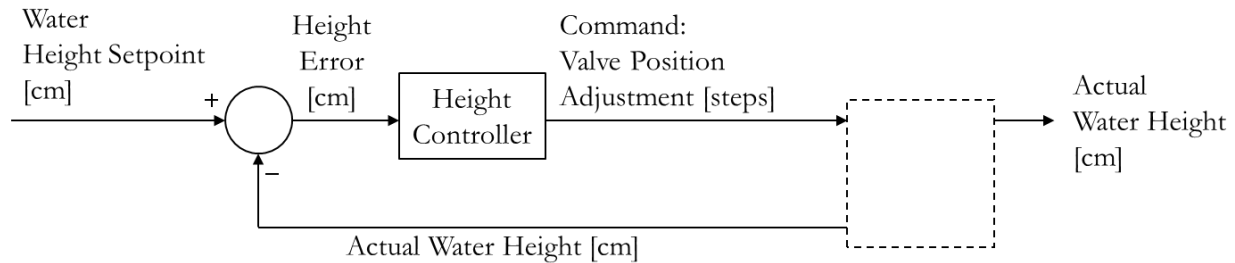 Water
Height Setpoint
[cm]
+
−
Height
Error
[cm]
Height
Controller
Command:
Valve Position
Adjustment [steps]
Actual
Water Height
[cm]
Actual Water Height [cm]